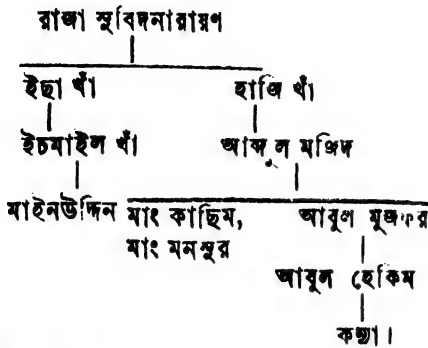 রাজা সুবিদনারায়ণ
ইছা খাঁ হাজি খাঁ
ইচমাইল খাঁ আব্দুল মজিদ
মাইনউদ্দিন মাং কাছিম, আবুল মুজফর
মাং মনসুর
আবুল হেকিম
কন্যা।